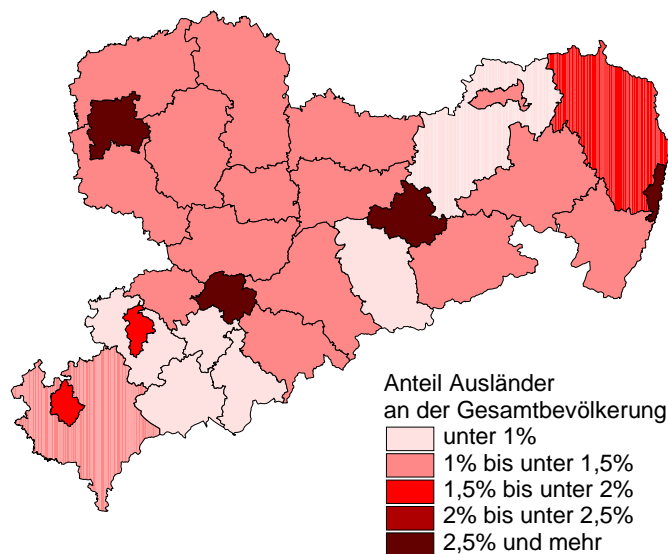 Anteil Ausländer
an der Gesamtbevölkerung
unter 1%
1% bis unter 1,5%
1,5% bis unter 2%
2% bis unter 2,5%
2,5% und mehr